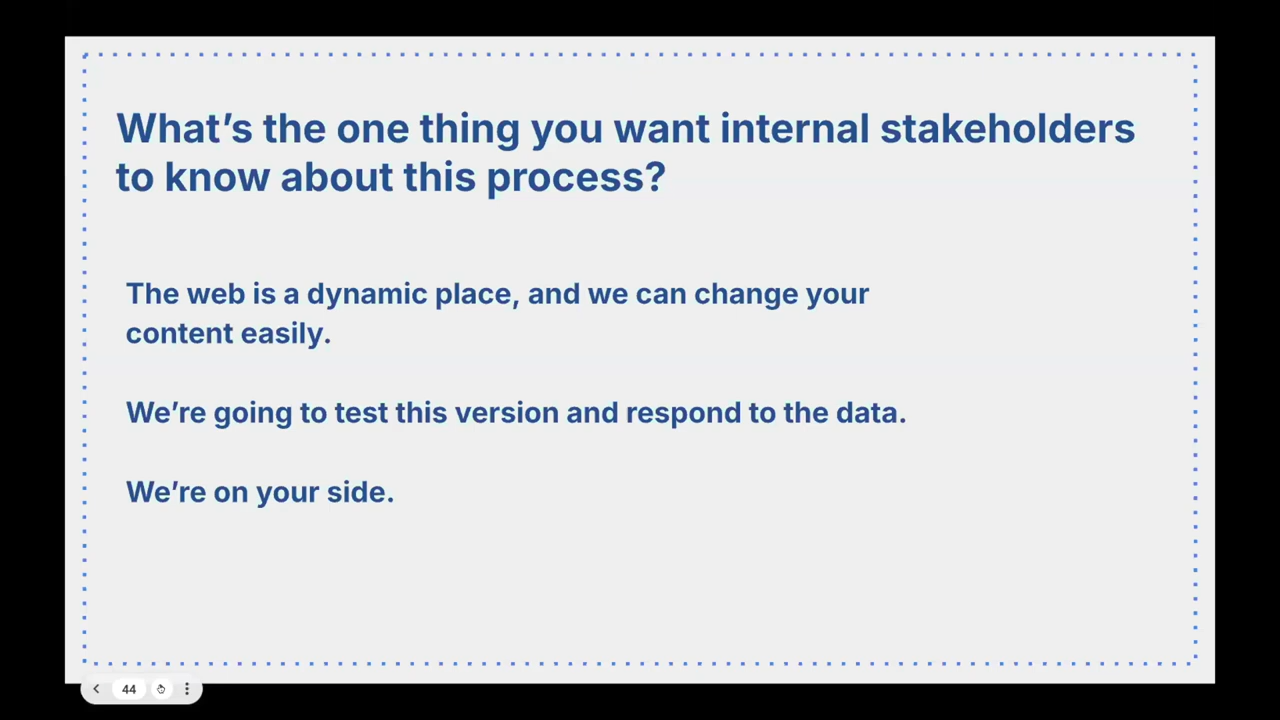 What’s the one thing you want internal stakeholders
to know about this process?
The web is a dynamic place, and we can change your
content easily.
We’re going to test this version and respond to the data.
We’re on your side.
44